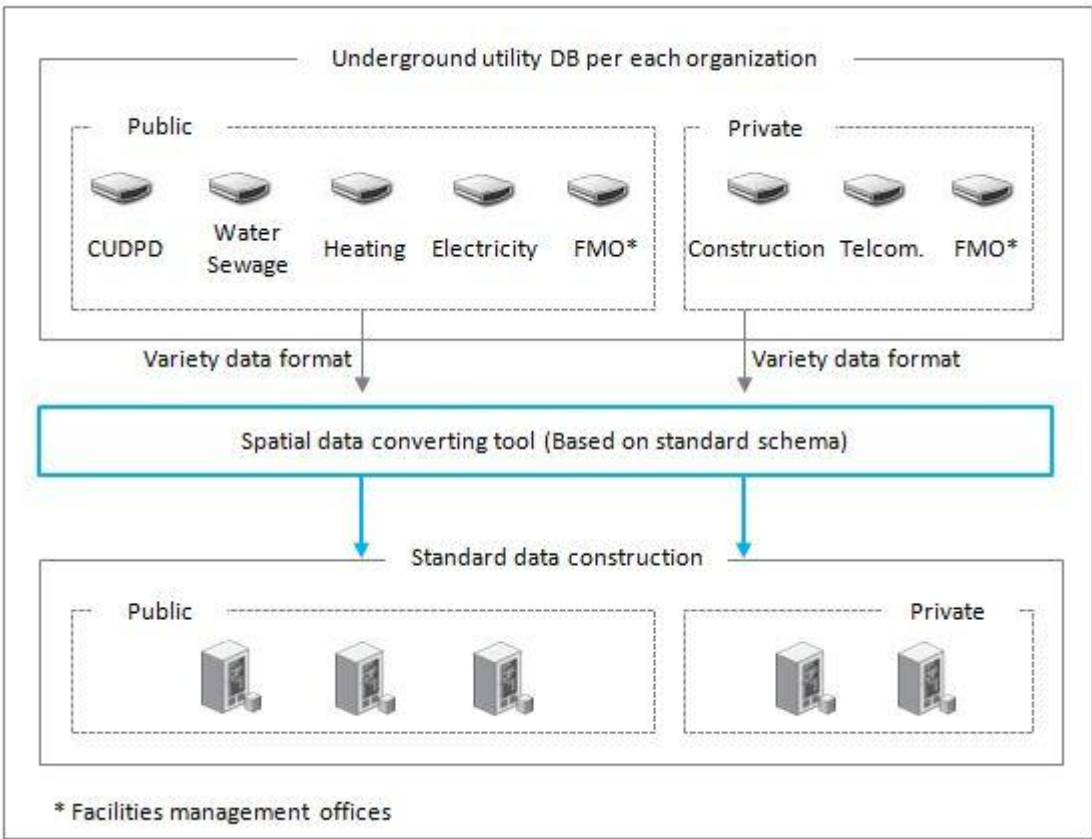 Underground utility DB per each organization
Public
Private
CUDPD
Water
Sewage
Heating
Electricity
FMO*
Construction
Telcom.
FMO*
Variety data format
Variety data format
Spatial data converting tool (Based on standard schema)
Standard data construction
Public
Private
* Facilities management offices